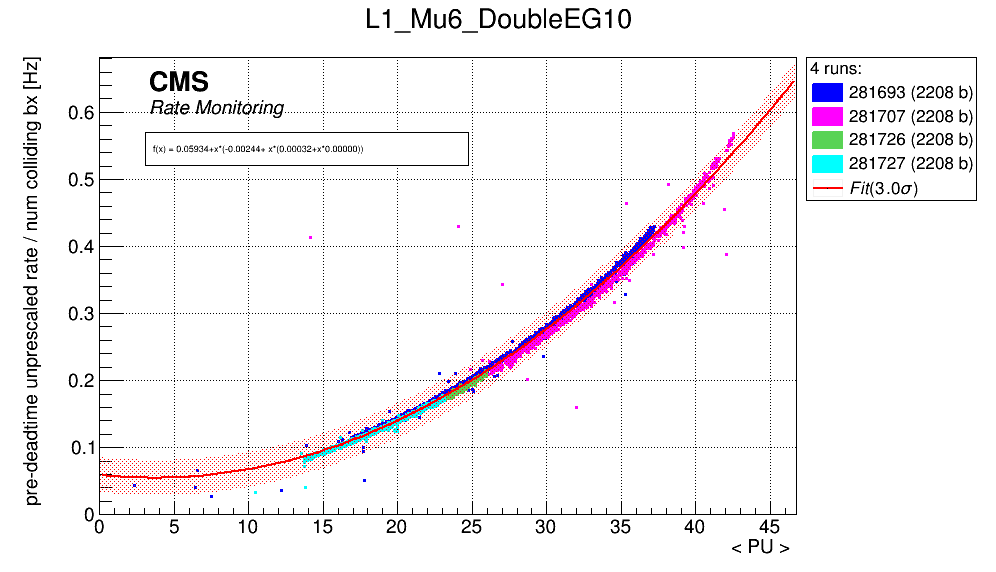 L1_Mu6_DoubleEG10
pre-deadtime unprescaled rate / num colliding bx [Hz]
CMS
Rate Monitoring
f(x) = 0.05934+x*(-0.00244+ x*(0.00032+x*0.00000))
4 runs:
281693 (2208 b)
281707 (2208 b)
281726 (2208 b)
281727 (2208 b)
Fit(3.0σ)
0.6
0.5
0.4
0.3
0.2
0.1
0
0 5 10 15 20 25 30 35 40 45
< PU >